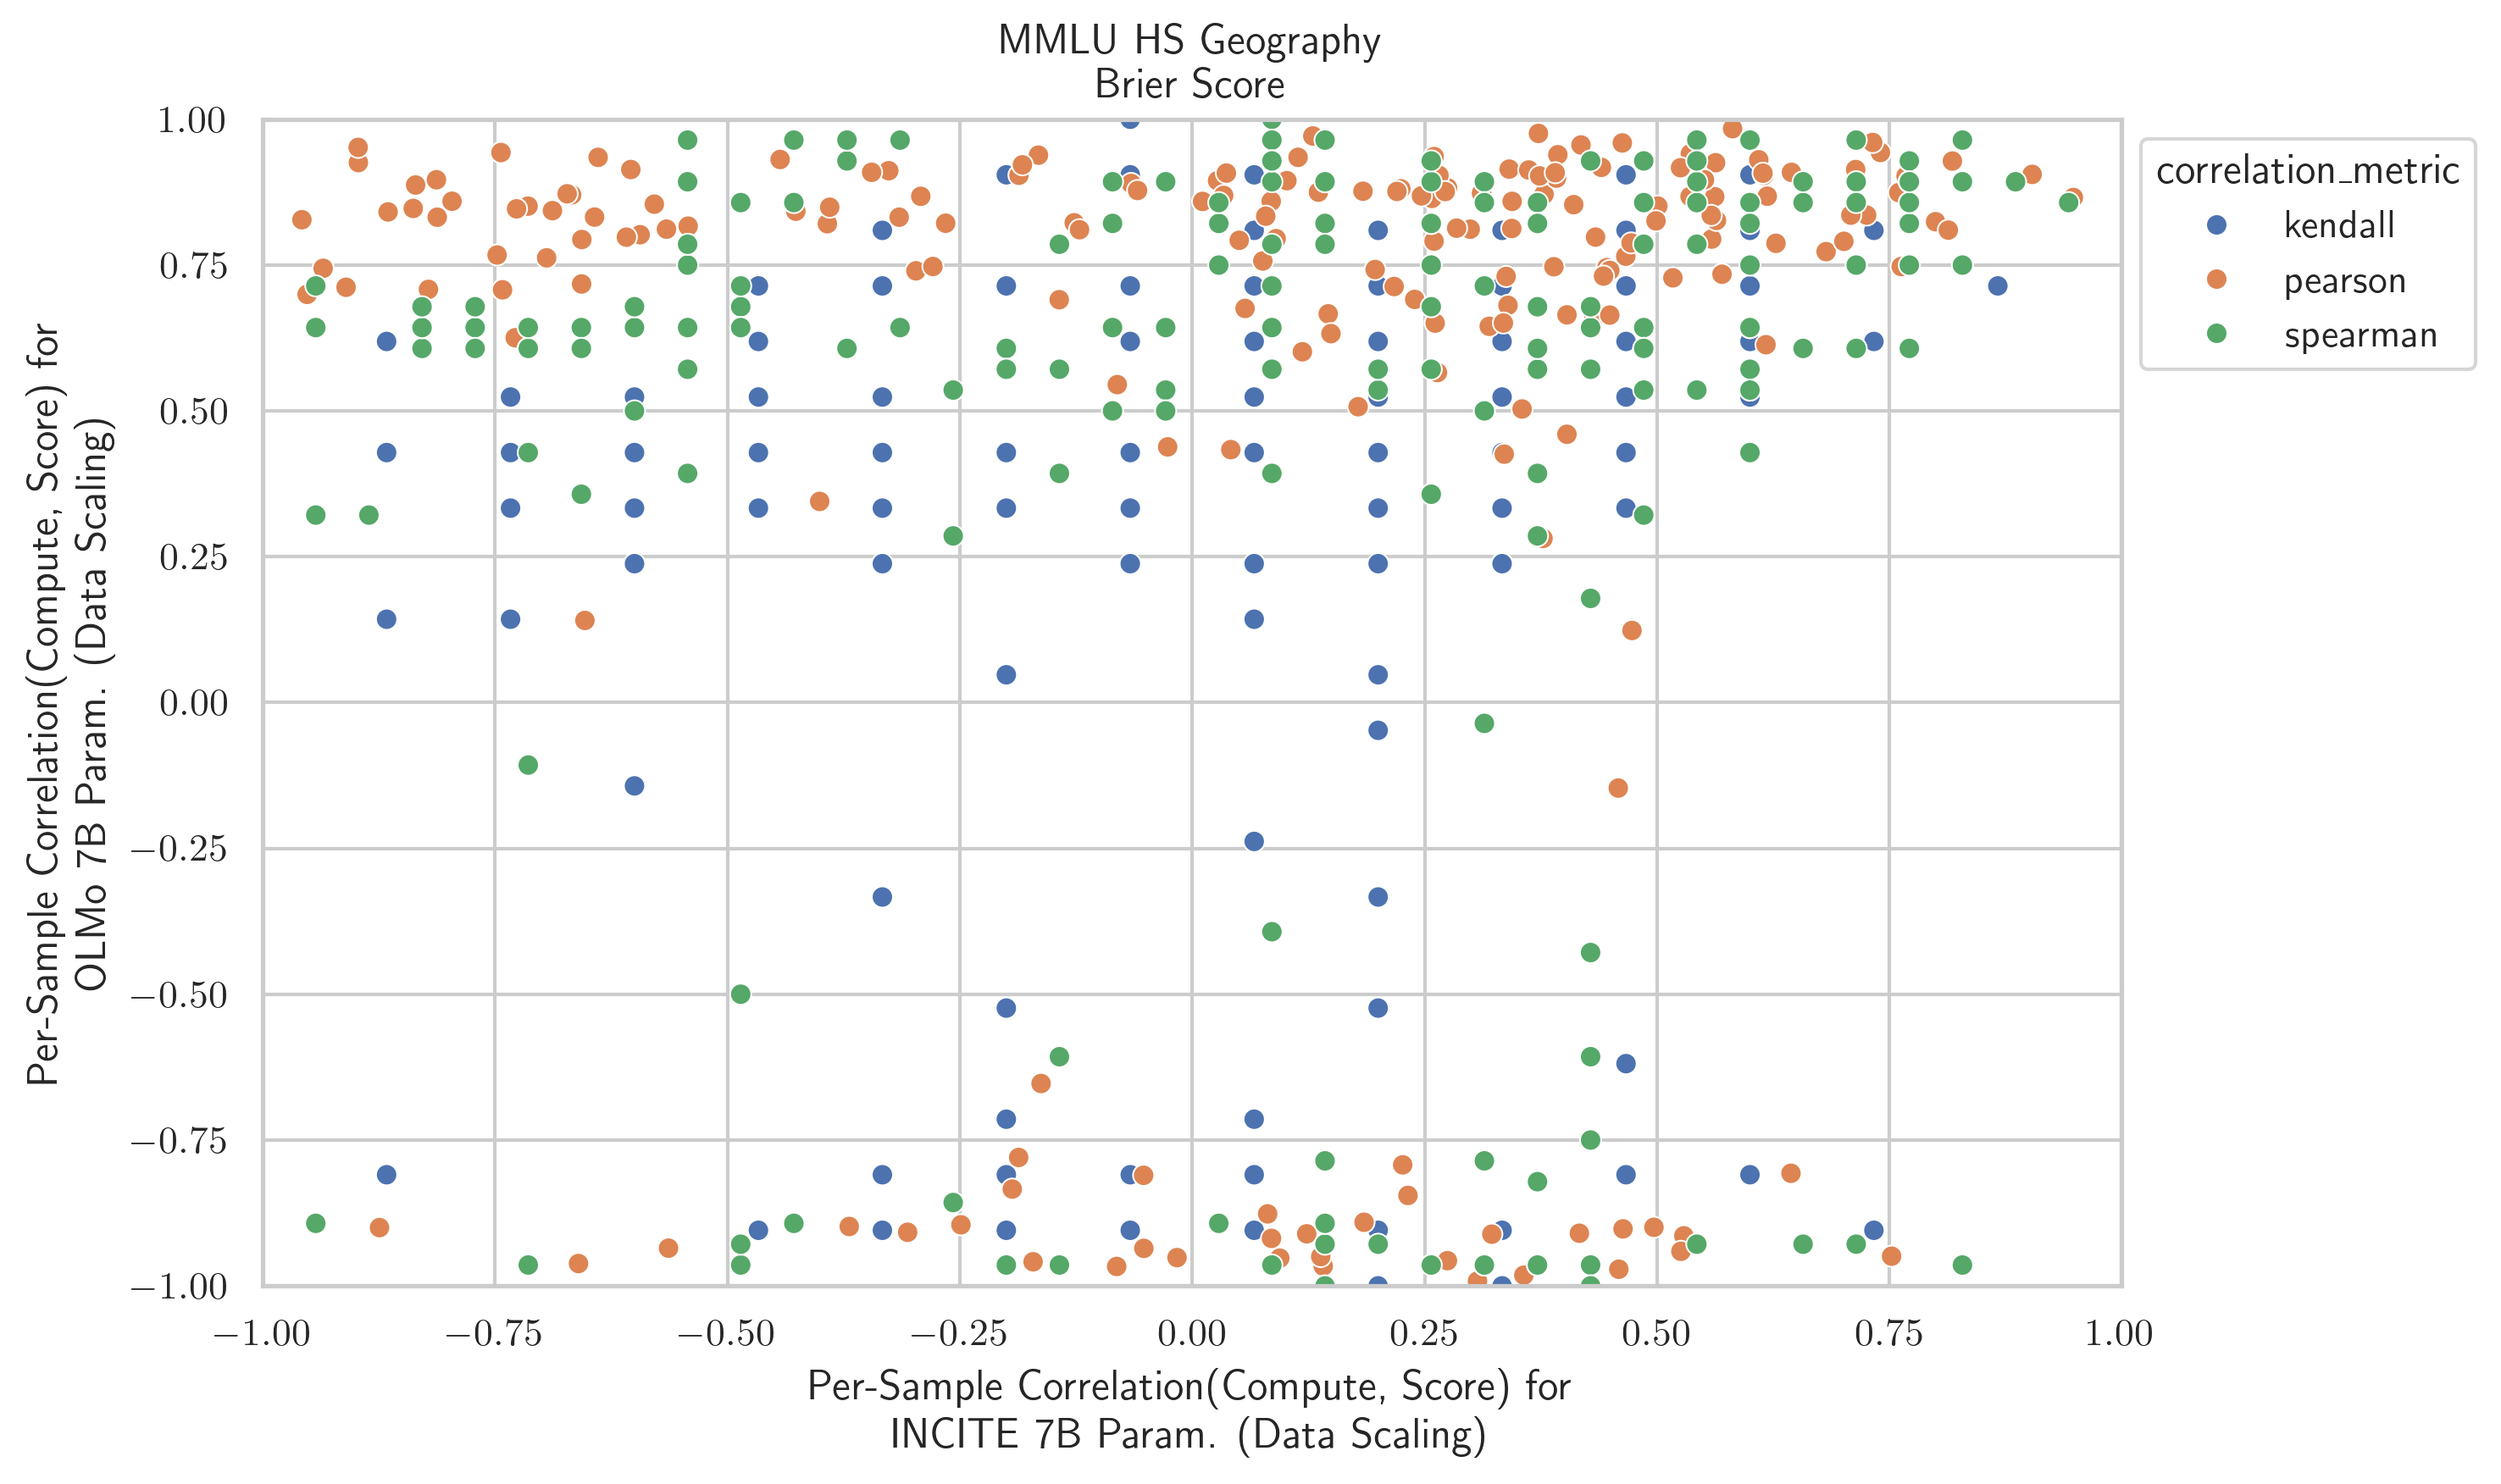 MMLU HS Geography
Brier Score
Per-Sample Correlation(Compute, Score) for
OLMo 7B Param. (Data Scaling)
1.00
0.75
0.50
0.25
0.00
−0.25
−0.50
−0.75
−1.00
−1.00 −0.75 −0.50 −0.25 0.00 0.25 0.50 0.75 1.00
Per-Sample Correlation(Compute, Score) for
INCITE 7B Param. (Data Scaling)
correlation_metric
kendall
pearson
spearman